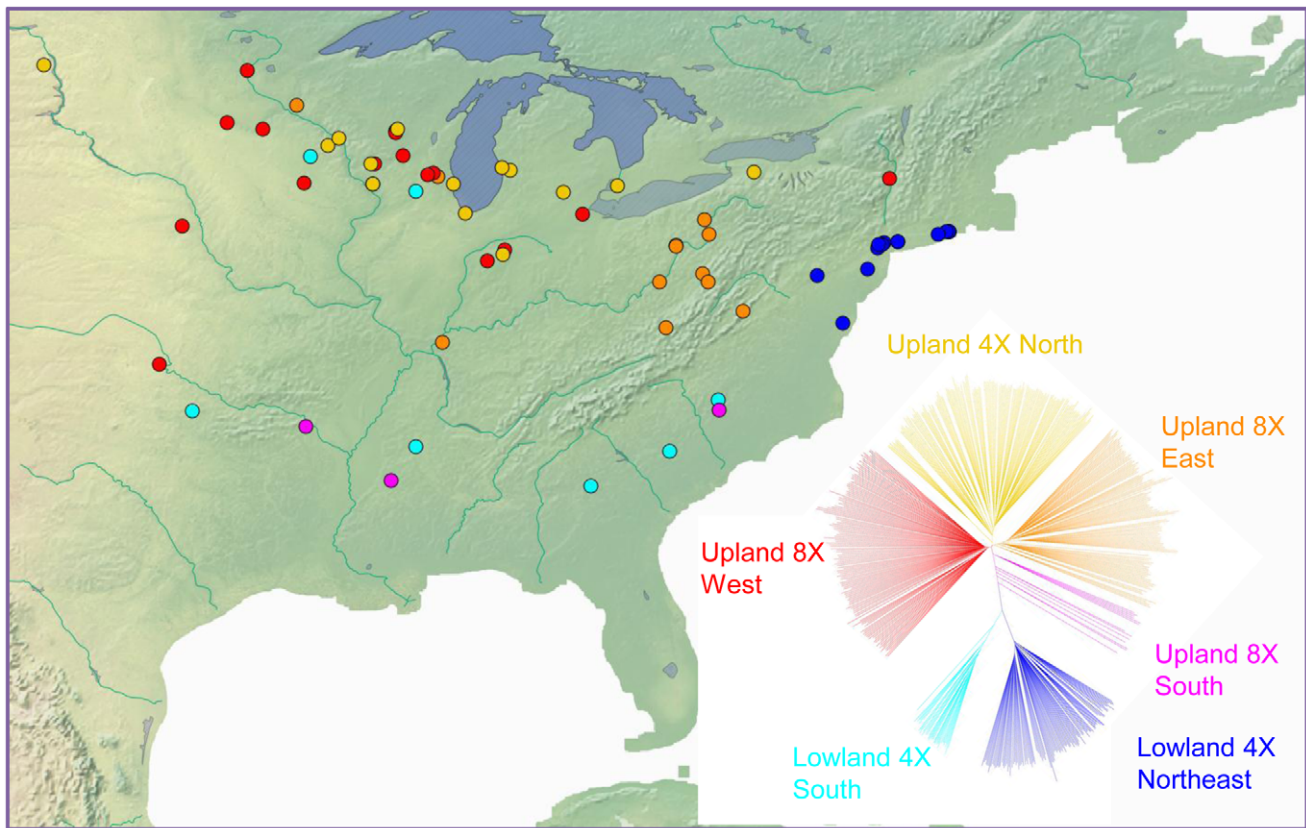 Upland 4X North
Upland 8X
East
Upland 8X
West
Upland 8X
South
Lowland 4X
South
Lowland 4X
Northeast